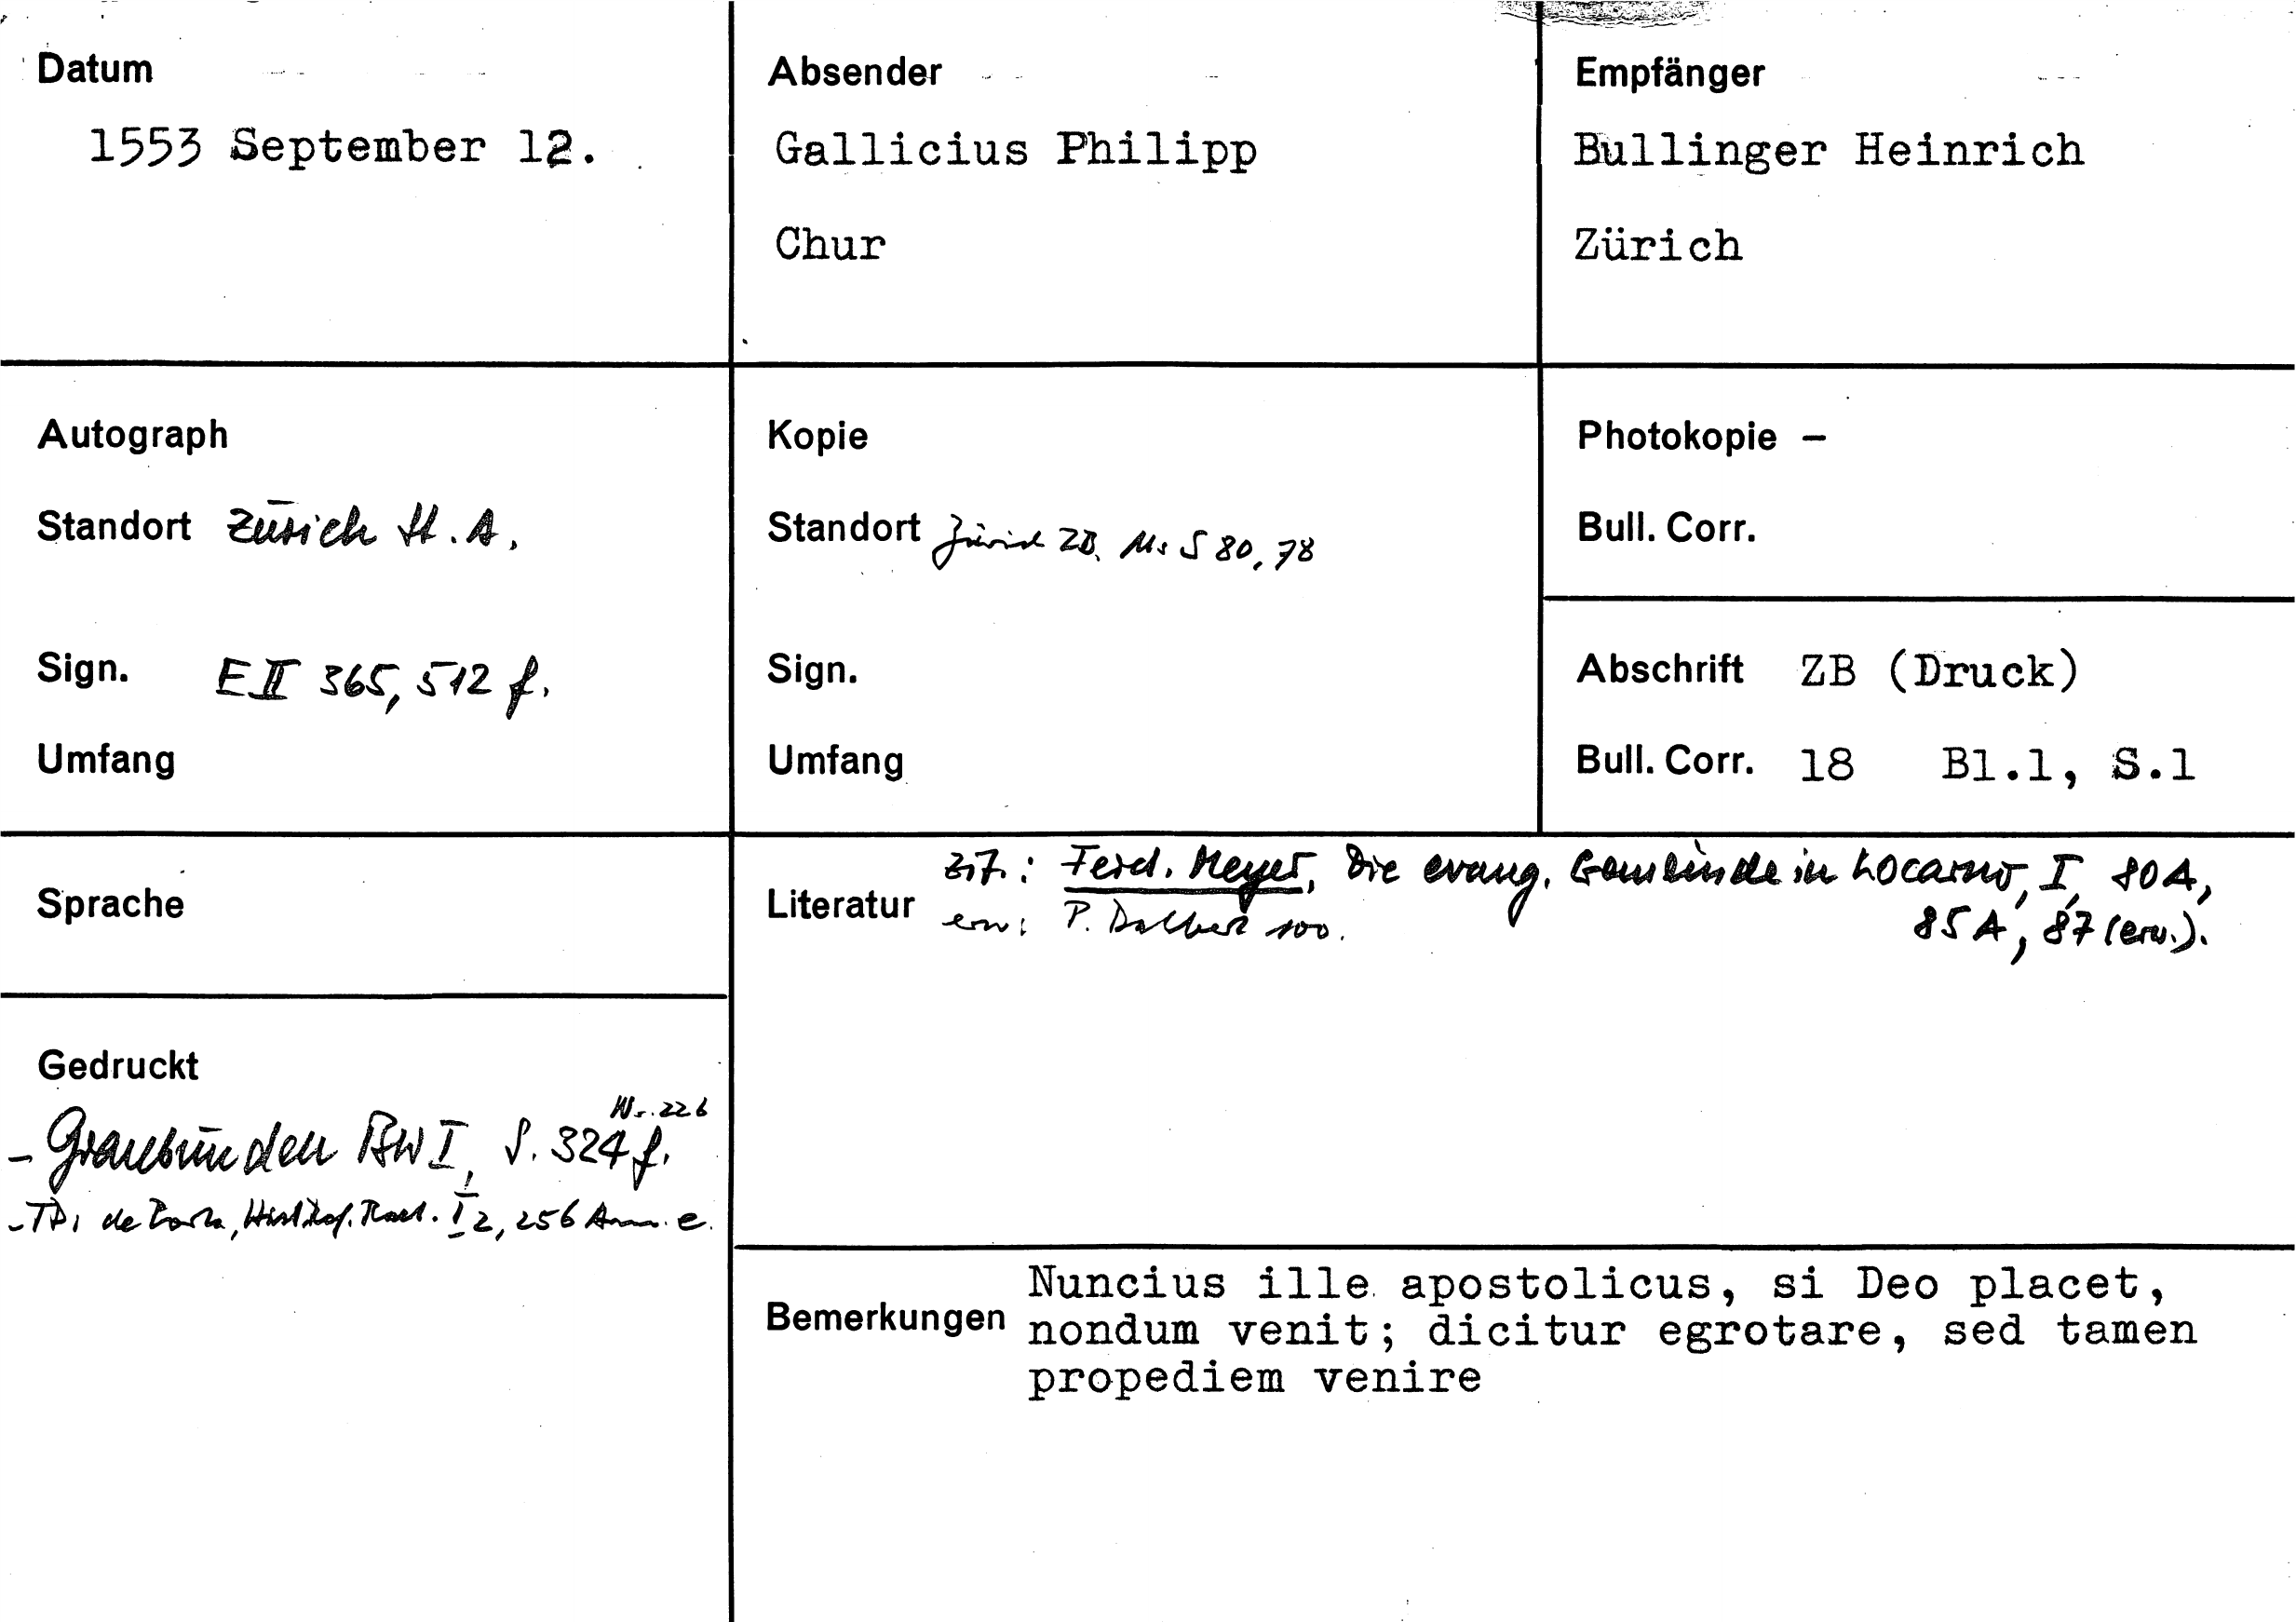 Datum
1553 September 12.
Absender
Gallicius Philipp
Chur
Empfänger
Bullinger Heinrich
Zürich
Autograph
Standort Zürich St. A.
Sign. E II 365, 512 f.
Umfang
Kopie
Standort Zürich ZB, Ms S 80, 78
Sign.
Umfang
Photokopie –
Bull. Corr.
Abschrift ZB (Druck)
Bull. Corr. 18 Bl.1, S.1
Sprache
Literatur zit.: Ferd. Meyer, Die evang. Gemeinde in Locarno, I, 80 A,
85 A, 87 (erw.).
erw: P. Dalbert 100.
Gedruckt
Nr. 226
- Graubünden BW I, S. 324 f.
- TD: de Porta, Hist. Ref. Raet. I 2, 256 Anm. e.
Bemerkungen Nuncius ille apostolicus, si Deo placet,
nondum venit; dicitur egrotare, sed tamen
propediem venire